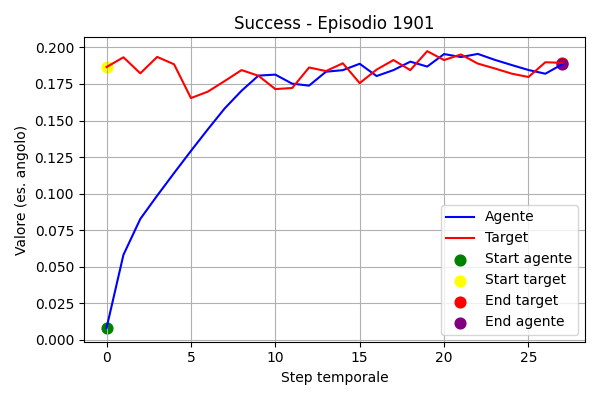 Success - Episodio 1901
Valore (es. angolo)
0.200
0.175
0.150
0.125
0.100
0.075
0.050
0.025
0.000
0
5
10
15
20
25
Step temporale
Agente
Target
Start agente
Start target
End target
End agente